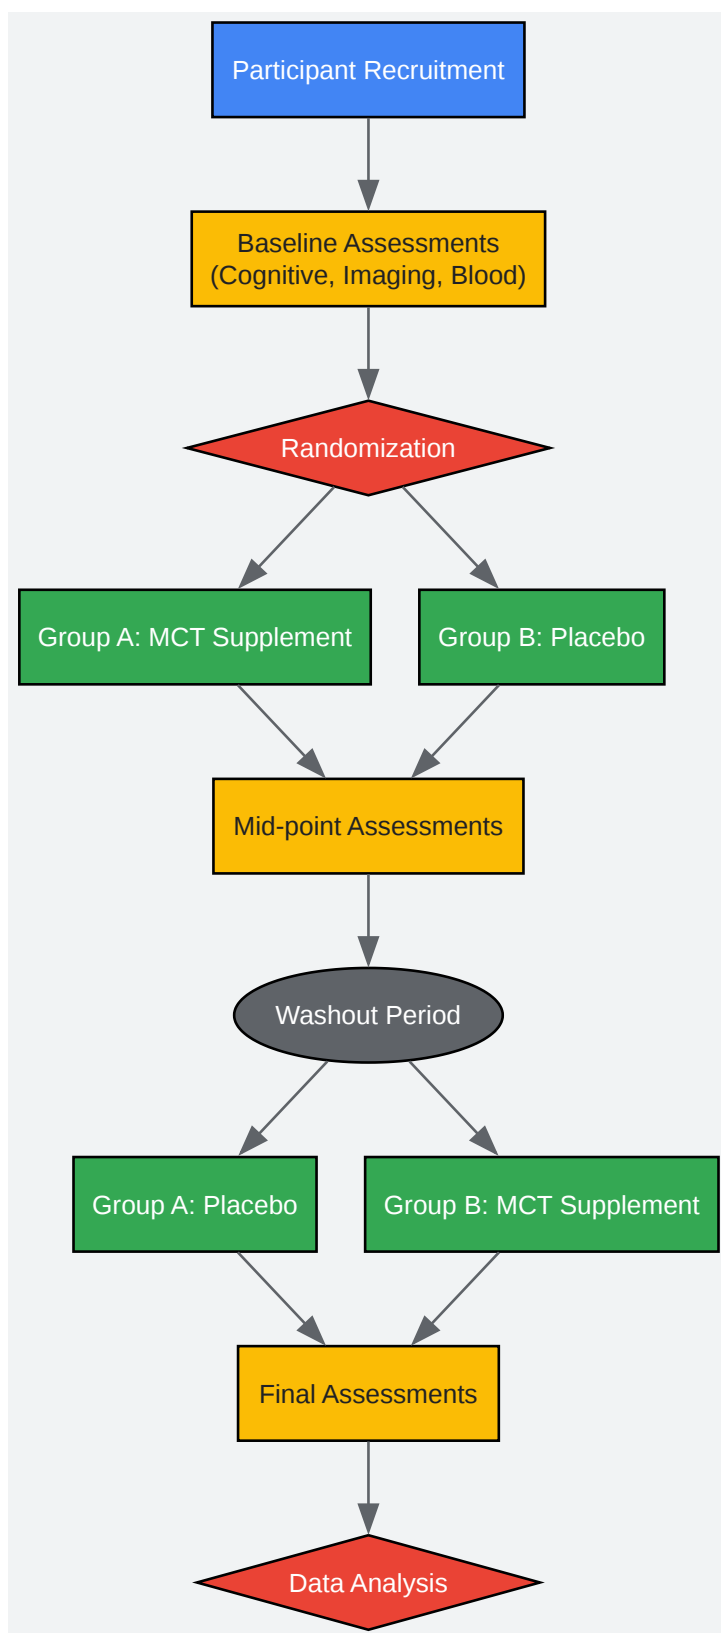 Participant Recruitment
Baseline Assessments
(Cognitive, Imaging, Blood)
Randomization
Group A: MCT Supplement
Group B: Placebo
Mid-point Assessments
Washout Period
Group A: Placebo
Group B: MCT Supplement
Final Assessments
Data Analysis